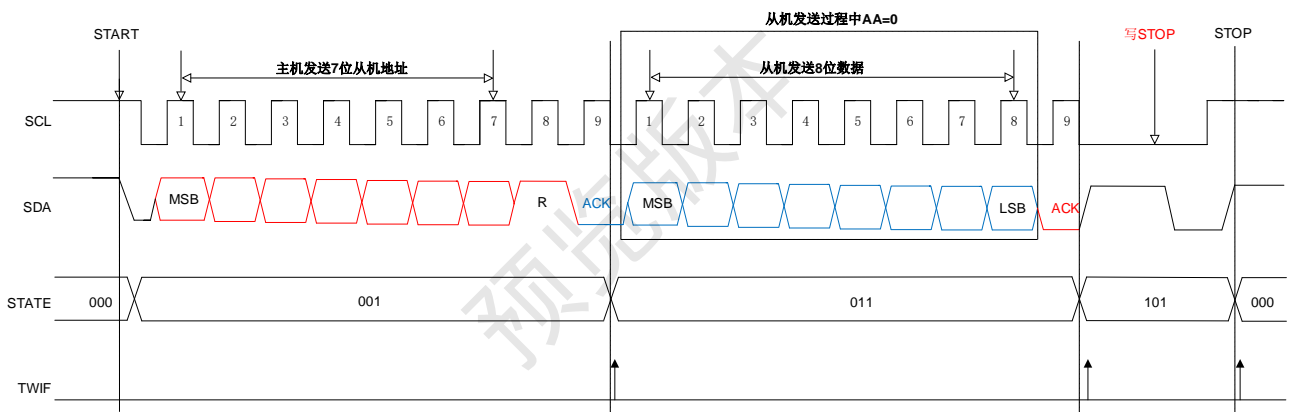 从机发送过程中AA=0
START
写STOP
STOP
主机发送7位从机地址
从机发送8位数据
SCL
1 2 3 4 5 6 7 8 9 1 2 3 4 5 6 7 8 9
SDA
MSB R ACK MSB LSB ACK
STATE 000 001 011 101 000
TWIF
预览版本